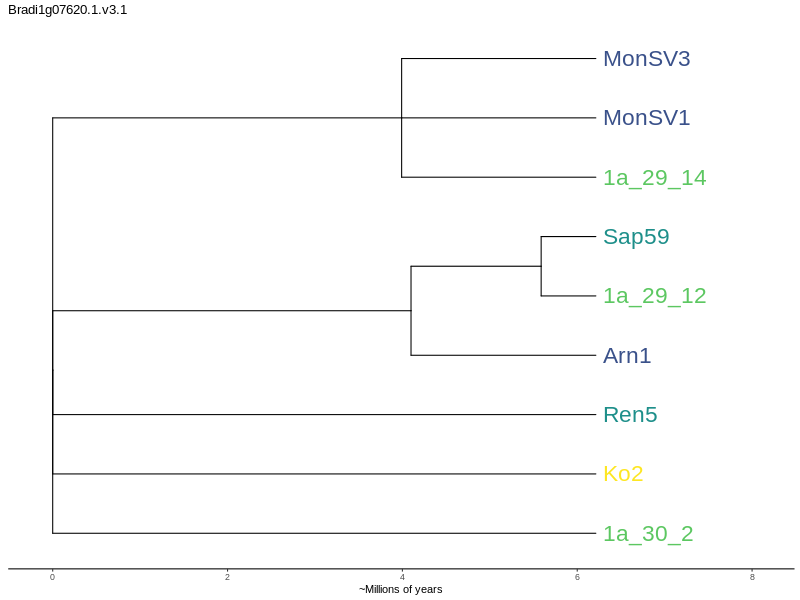 Bradi1g07620.1.v3.1
MonSV3
MonSV1
1a_29_14
Sap59
1a_29_12
Arn1
Ren5
Ko2
1a_30_2
0 2 4 6 8
~Millions of years